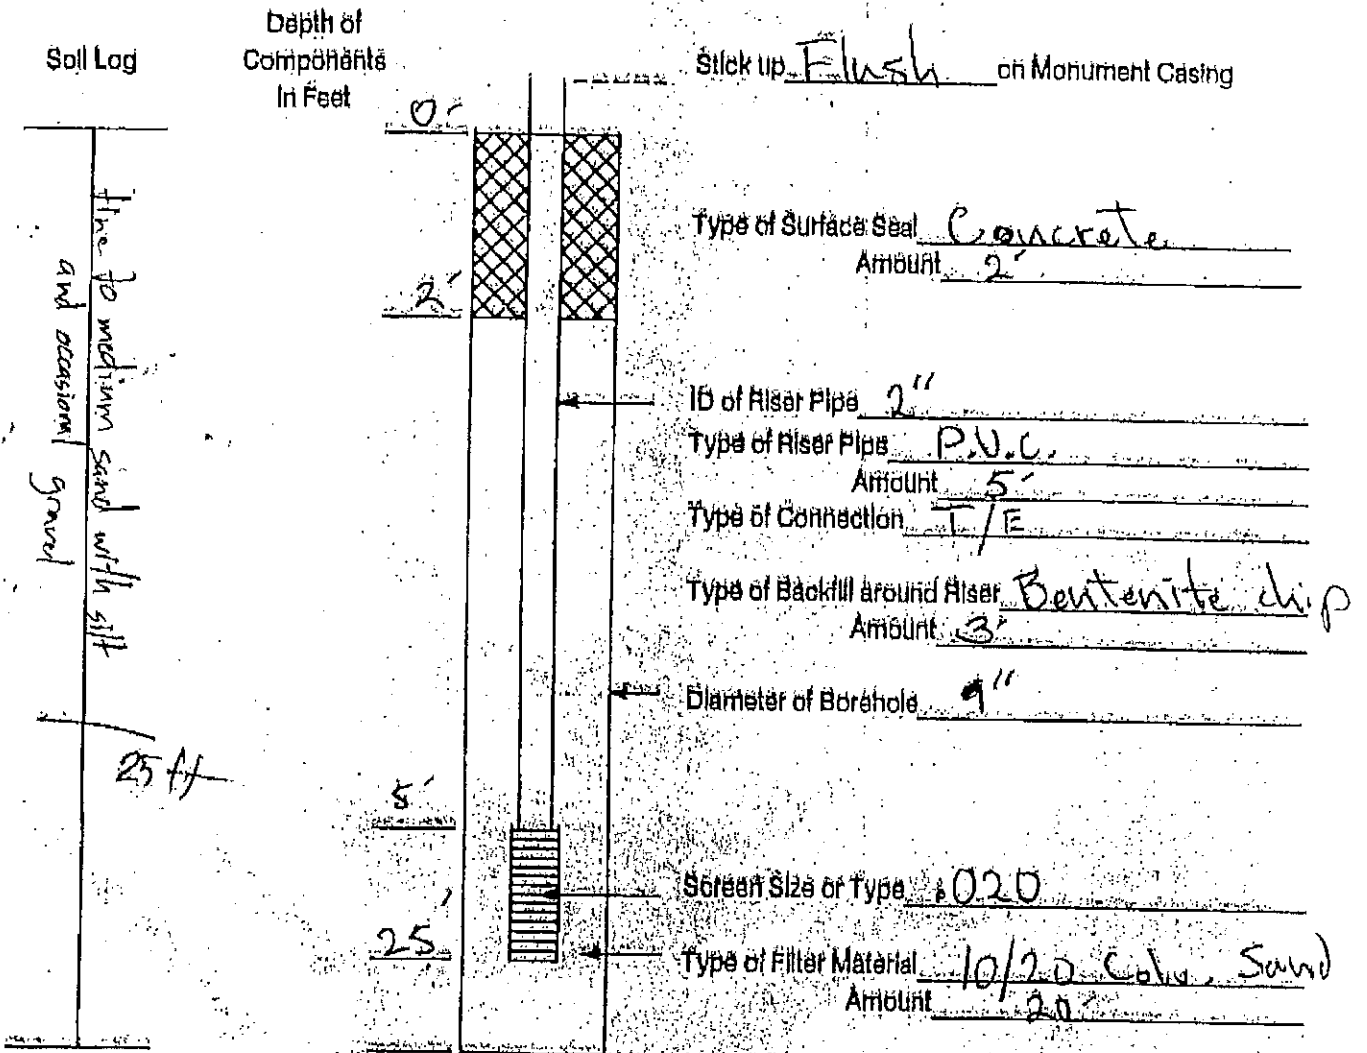 Soil Log
Depth of
Components
In Feet
Stick up Flush on Monument Casing
0'
Type of Surface Seal Concrete
Amount 2'
2'
fine to medium sand with silt
and occasional gravel
25 ft
ID of Riser Pipe 2"
Type of Riser Pipe P.V.C.
Amount 5'
Type of Connection T/E
Type of Backfill around Riser Bentenite chip
Amount 3'
Diameter of Borehole 9"
5'
Screen Size or Type .020
25'
Type of Filter Material 10/20 Colo. Sand
Amount 20'